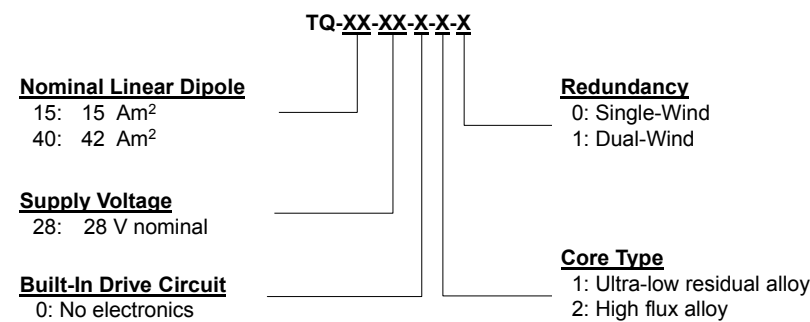 TQ-XX-XX-X-X-X
Nominal Linear Dipole
15: 15 Am²
40: 42 Am²
Supply Voltage
28: 28 V nominal
Built-In Drive Circuit
0: No electronics
Redundancy
0: Single-Wind
1: Dual-Wind
Core Type
1: Ultra-low residual alloy
2: High flux alloy